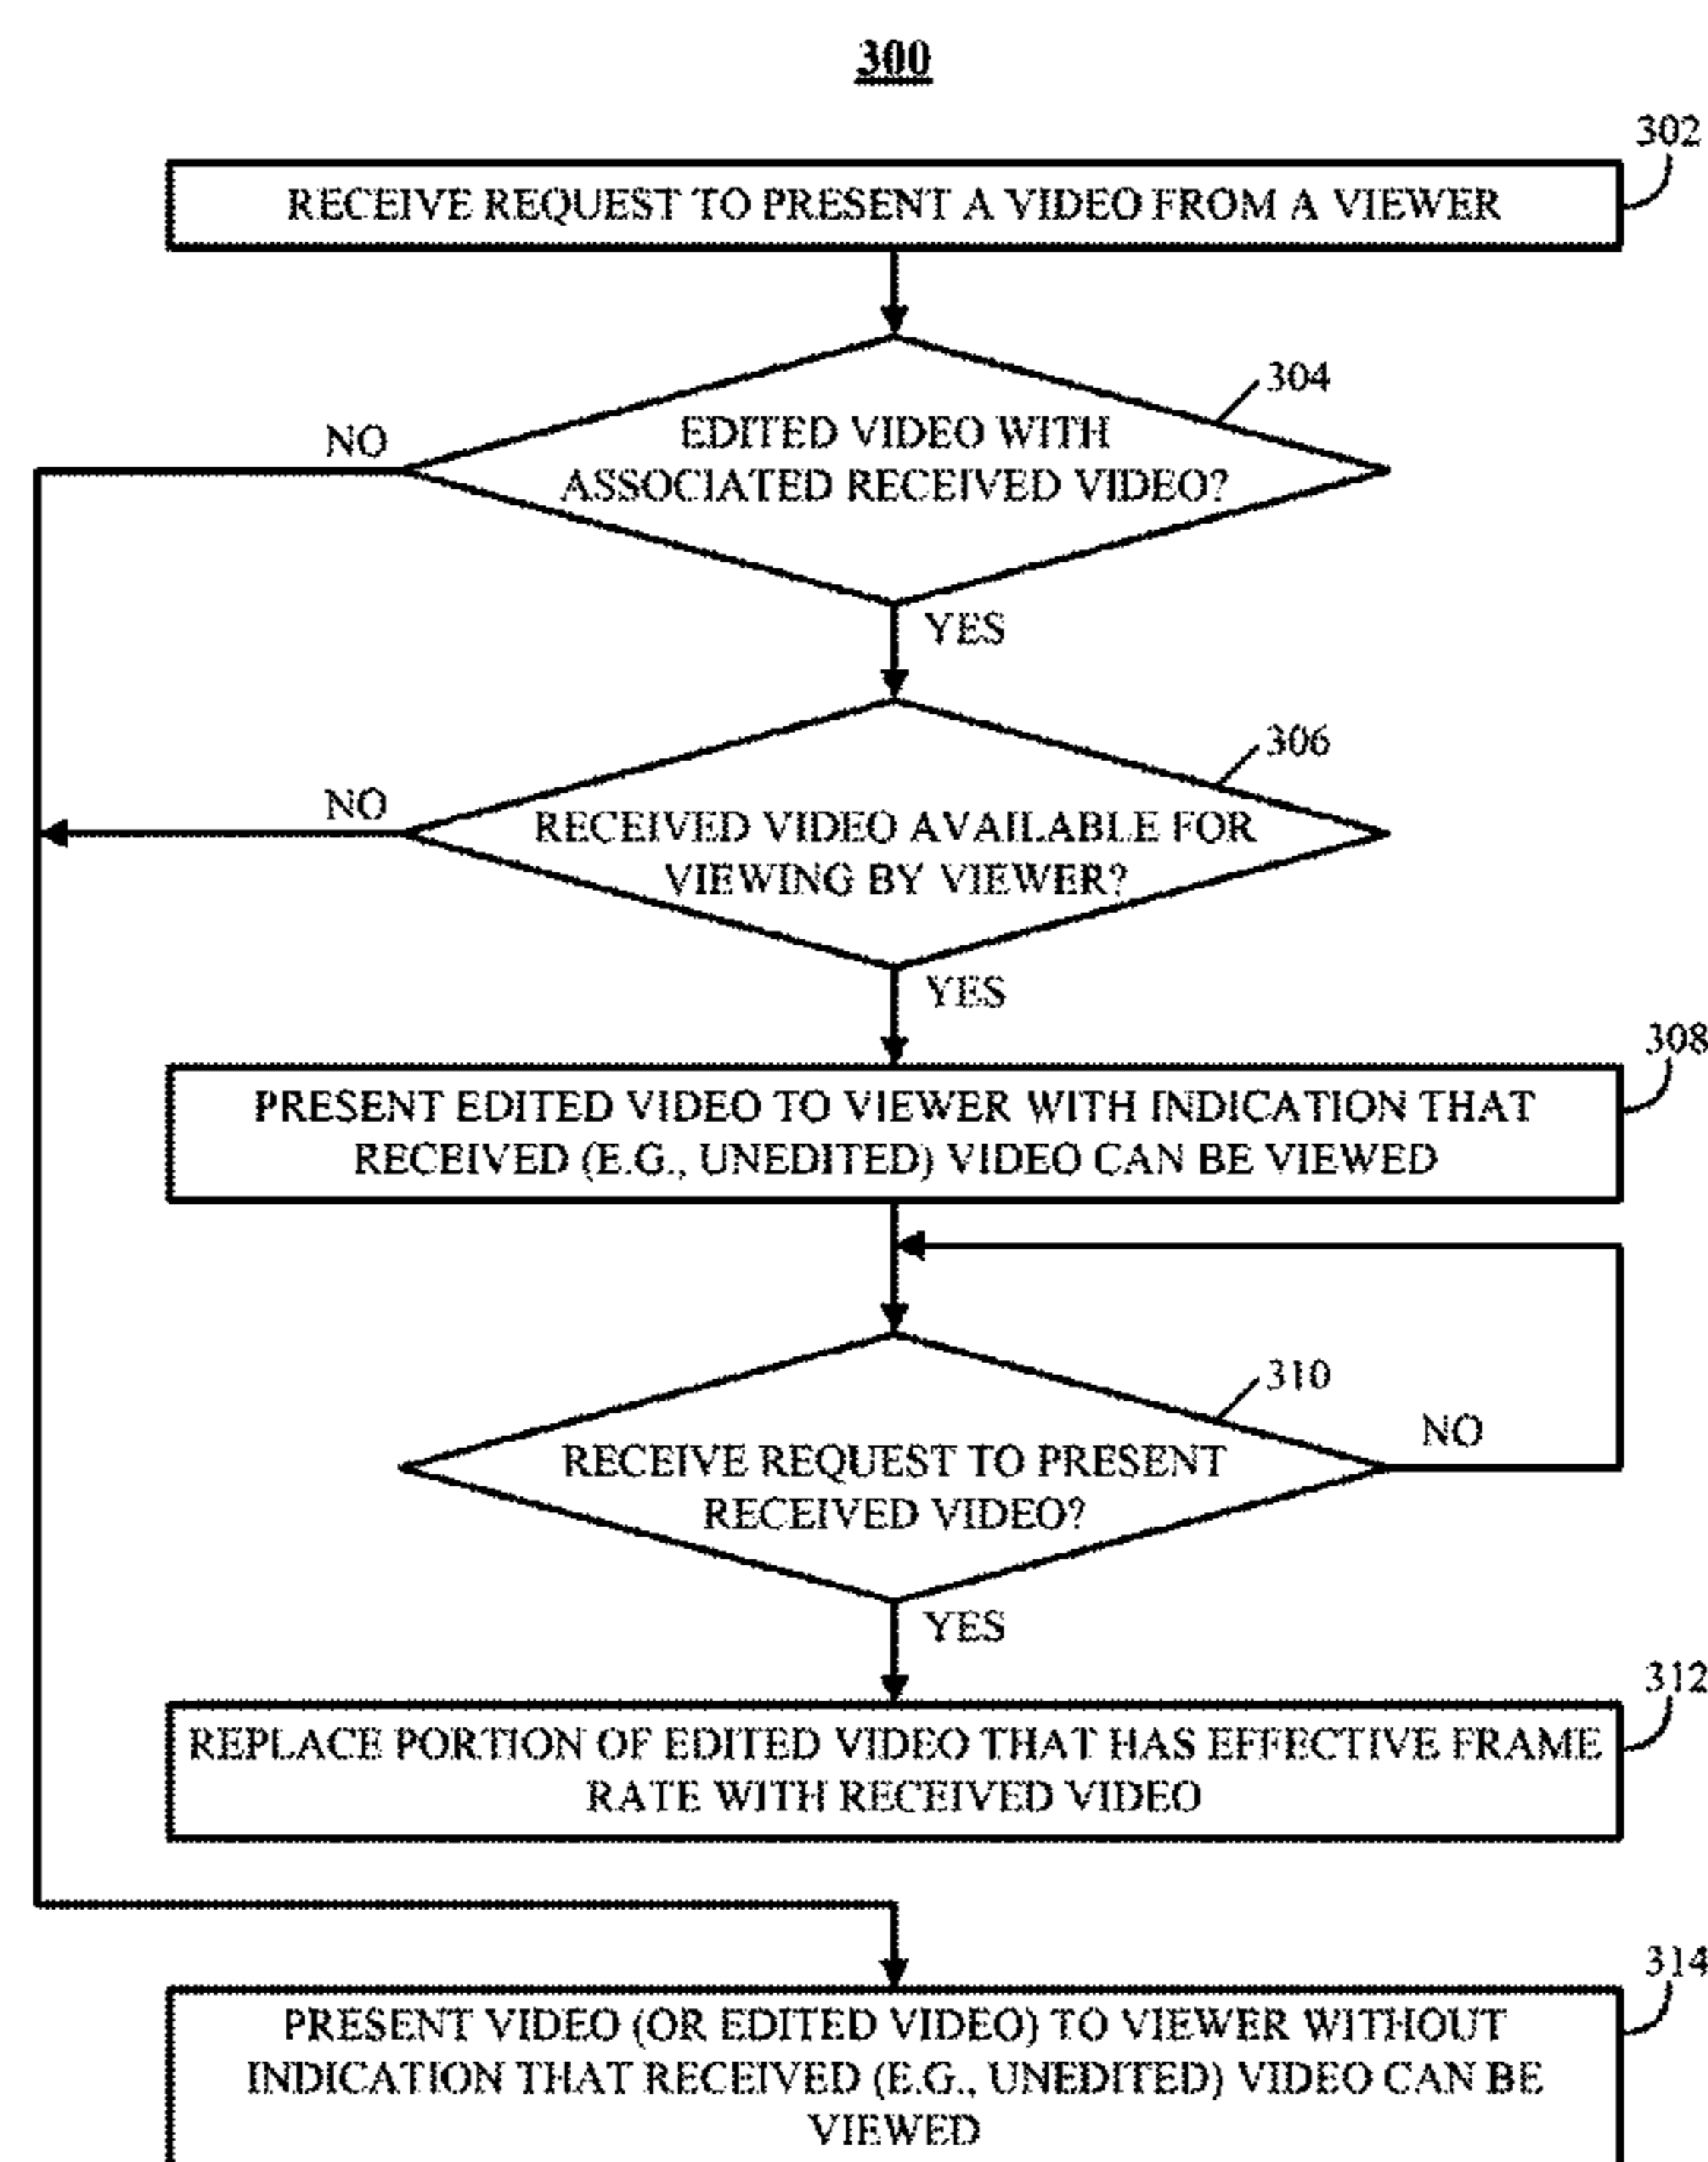 300
302
RECEIVE REQUEST TO PRESENT A VIDEO FROM A VIEWER
304
EDITED VIDEO WITH
ASSOCIATED RECEIVED VIDEO?
NO
YES
306
RECEIVED VIDEO AVAILABLE FOR
VIEWING BY VIEWER?
NO
YES
308
PRESENT EDITED VIDEO TO VIEWER WITH INDICATION THAT
RECEIVED (E.G., UNEDITED) VIDEO CAN BE VIEWED
310
RECEIVE REQUEST TO PRESENT
RECEIVED VIDEO?
NO
YES
312
REPLACE PORTION OF EDITED VIDEO THAT HAS EFFECTIVE FRAME
RATE WITH RECEIVED VIDEO
314
PRESENT VIDEO (OR EDITED VIDEO) TO VIEWER WITHOUT
INDICATION THAT RECEIVED (E.G., UNEDITED) VIDEO CAN BE
VIEWED